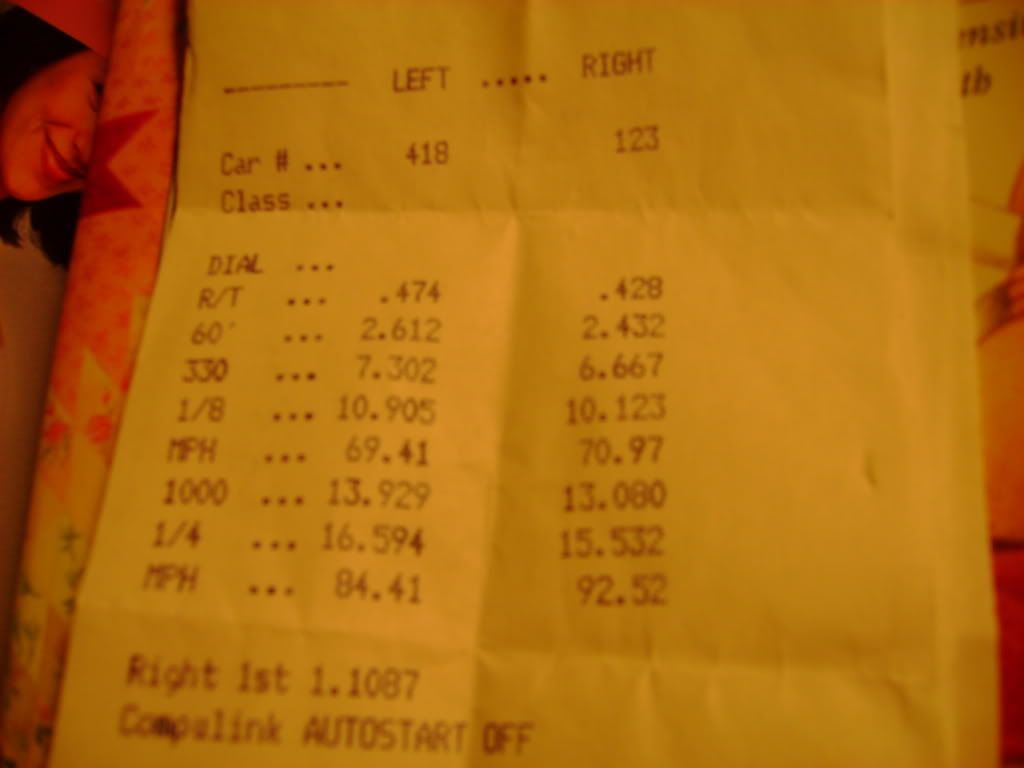 ------- LEFT ..... RIGHT
Car # ... 418 123
Class ...
DIAL ...
R/T ... .474 .428
60' ... 2.612 2.432
330 ... 7.302 6.667
1/8 ... 10.905 10.123
MPH ... 69.41 70.97
1000 ... 13.929 13.080
1/4 ... 16.594 15.532
MPH ... 84.41 92.52
Right 1st 1.1087
Compulink AUTOSTART OFF